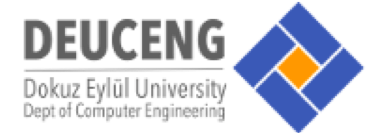 DEUCENG
Dokuz Eylül University
Dept of Computer Engineering